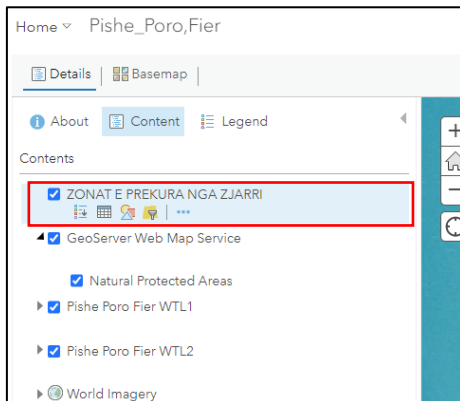 Home Pishe_Poro,Fier
Details Basemap
About Content Legend
Contents
ZONAT E PREKURA NGA ZJARRI
GeoServer Web Map Service
Natural Protected Areas
Pishe Poro Fier WTL1
Pishe Poro Fier WTL2
World Imagery